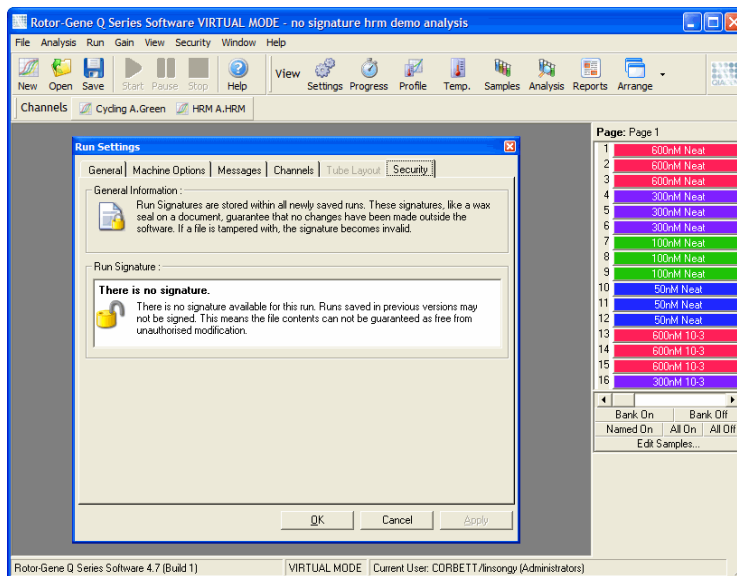 Rotor-Gene Q Series Software VIRTUAL MODE - no signature hrm demo analysis
File Analysis Run Gain View Security Window Help
New Open Save Start Pause Stop Help View Settings Progress Profile Temp. Samples Analysis Reports Arrange
Channels Cycling A.Green HRM A.HRM
Page: Page 1
Run Settings
General Machine Options Messages Channels Tube Layout Security
General Information :
Run Signatures are stored within all newly saved runs. These signatures, like a wax
seal on a document, guarantee that no changes have been made outside the
software. If a file is tampered with, the signature becomes invalid.
Run Signature :
There is no signature.
There is no signature available for this run. Runs saved in previous versions may
not be signed. This means the file contents can not be guaranteed as free from
unauthorised modification.
OK Cancel Apply
1 600nM Neat
2 600nM Neat
3 600nM Neat
4 300nM Neat
5 300nM Neat
6 300nM Neat
7 100nM Neat
8 100nM Neat
9 100nM Neat
10 50nM Neat
11 50nM Neat
12 50nM Neat
13 600nM 10-3
14 600nM 10-3
15 600nM 10-3
16 300nM 10-3
Bank On Bank Off
Named On All On All Off
Edit Samples...
Rotor-Gene Q Series Software 4.7 (Build 1) VIRTUAL MODE Current User: CORBETT/linsongy (Administrators)